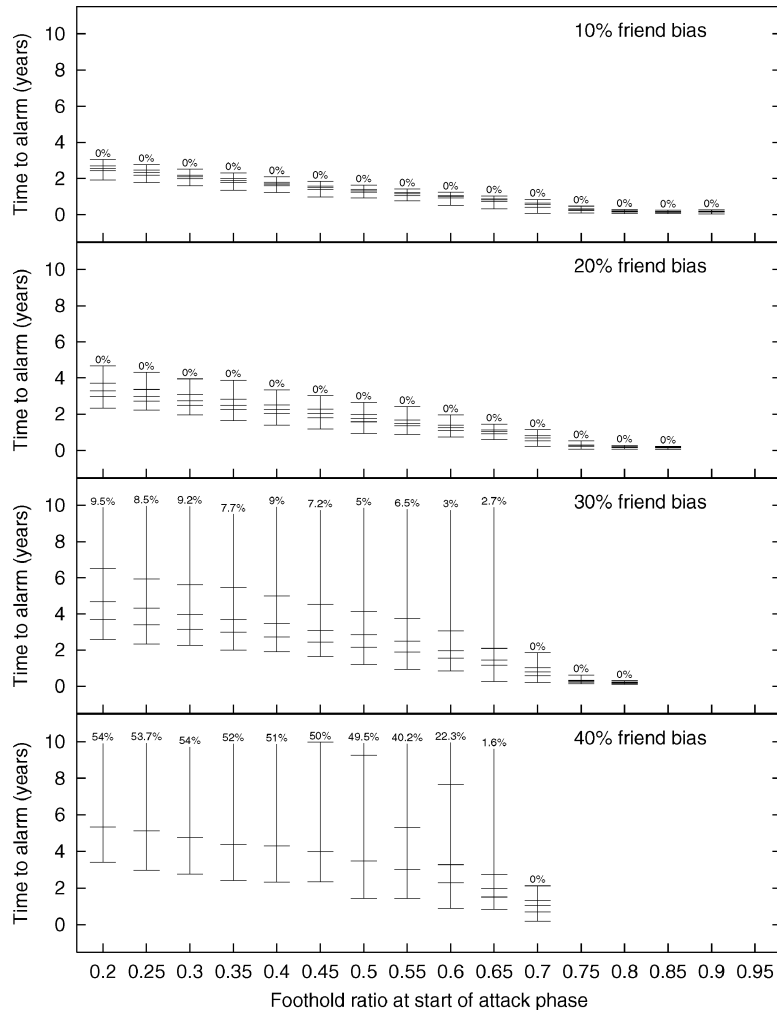 10% friend bias
Time to alarm (years)
10
8
6
4
2
0
0% 0% 0% 0% 0% 0% 0% 0% 0% 0% 0% 0% 0% 0% 0%
20% friend bias
Time to alarm (years)
10
8
6
4
2
0
0% 0% 0% 0% 0% 0% 0% 0% 0% 0% 0% 0% 0% 0%
30% friend bias
Time to alarm (years)
10
8
6
4
2
0
9.5% 8.5% 9.2% 7.7% 9% 7.2% 5% 6.5% 3% 2.7% 0% 0% 0%
40% friend bias
Time to alarm (years)
10
8
6
4
2
0
54% 53.7% 54% 52% 51% 50% 49.5% 40.2% 22.3% 1.6% 0%
0.2 0.25 0.3 0.35 0.4 0.45 0.5 0.55 0.6 0.65 0.7 0.75 0.8 0.85 0.9 0.95
Foothold ratio at start of attack phase